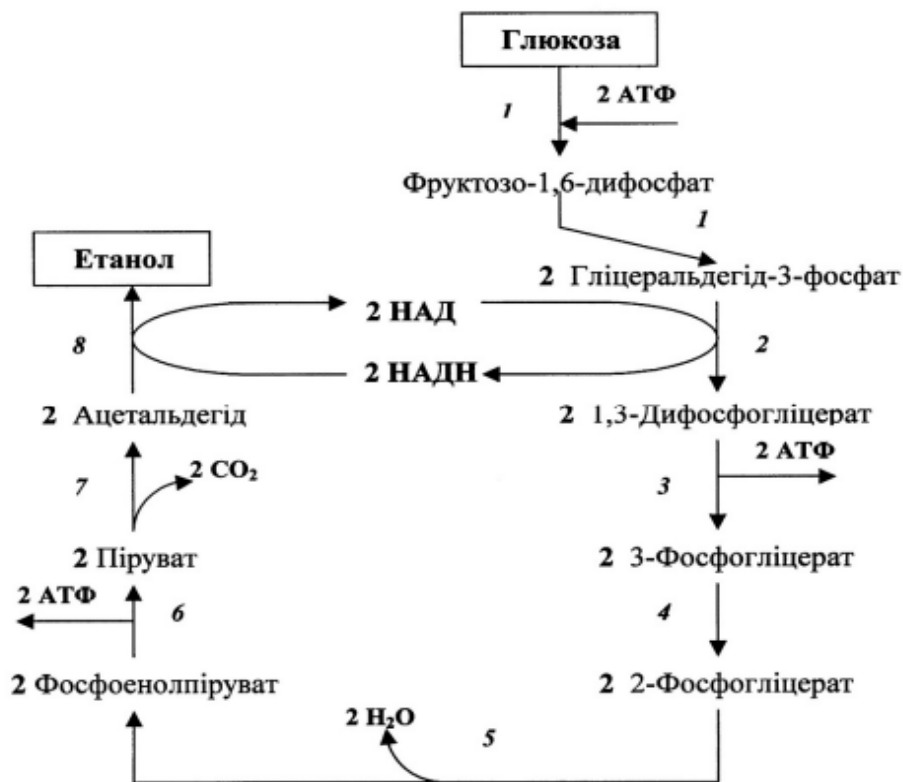 Глюкоза
1
2 АТФ
Фруктозо-1,6-дифосфат
1
Етанол
2 Гліцеральдегід-3-фосфат
2 НАД
8
2
2 НАДН
2 Ацетальдегід
2 1,3-Дифосфогліцерат
2 АТФ
2 CO₂
7
3
2 Піруват
2 3-Фосфогліцерат
2 АТФ
6
4
2 Фосфоенолпіруват
2 2-Фосфогліцерат
2 H₂O
5